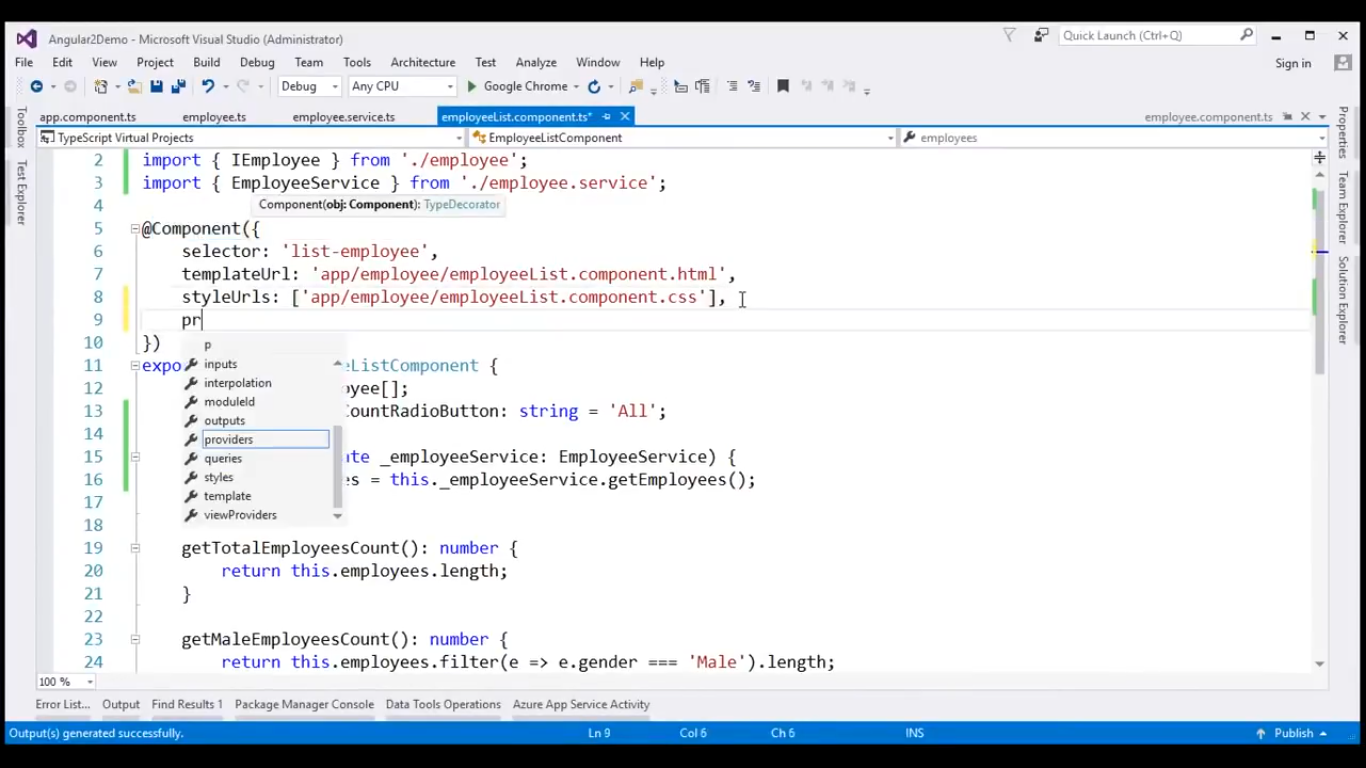 Angular2Demo - Microsoft Visual Studio (Administrator)
Quick Launch (Ctrl+Q)
File Edit View Project Build Debug Team Tools Architecture Test Analyze Window Help
Sign in
Debug Any CPU Google Chrome
app.component.ts employee.ts employee.service.ts employeeList.component.ts* employee.component.ts
TypeScript Virtual Projects EmployeeListComponent employees
Toolbox
Test Explorer
Properties
Team Explorer
Solution Explorer
2 import { IEmployee } from './employee';
3 import { EmployeeService } from './employee.service';
4
Component(obj: Component): TypeDecorator
5 @Component({
6 selector: 'list-employee',
7 templateUrl: 'app/employee/employeeList.component.html',
8 styleUrls: ['app/employee/employeeList.component.css'],
9 pr
10 })
p
inputs
interpolation
moduleId
outputs
providers
queries
styles
template
viewProviders
11 expo eListComponent {
12 oyee[];
13 CountRadioButton: string = 'All';
14
15 ate _employeeService: EmployeeService) {
16 es = this._employeeService.getEmployees();
17
18
19 getTotalEmployeesCount(): number {
20 return this.employees.length;
21 }
22
23 getMaleEmployeesCount(): number {
24 return this.employees.filter(e => e.gender === 'Male').length;
100 %
Error List... Output Find Results 1 Package Manager Console Data Tools Operations Azure App Service Activity
Output(s) generated successfully. Ln 9 Col 6 Ch 6 INS Publish